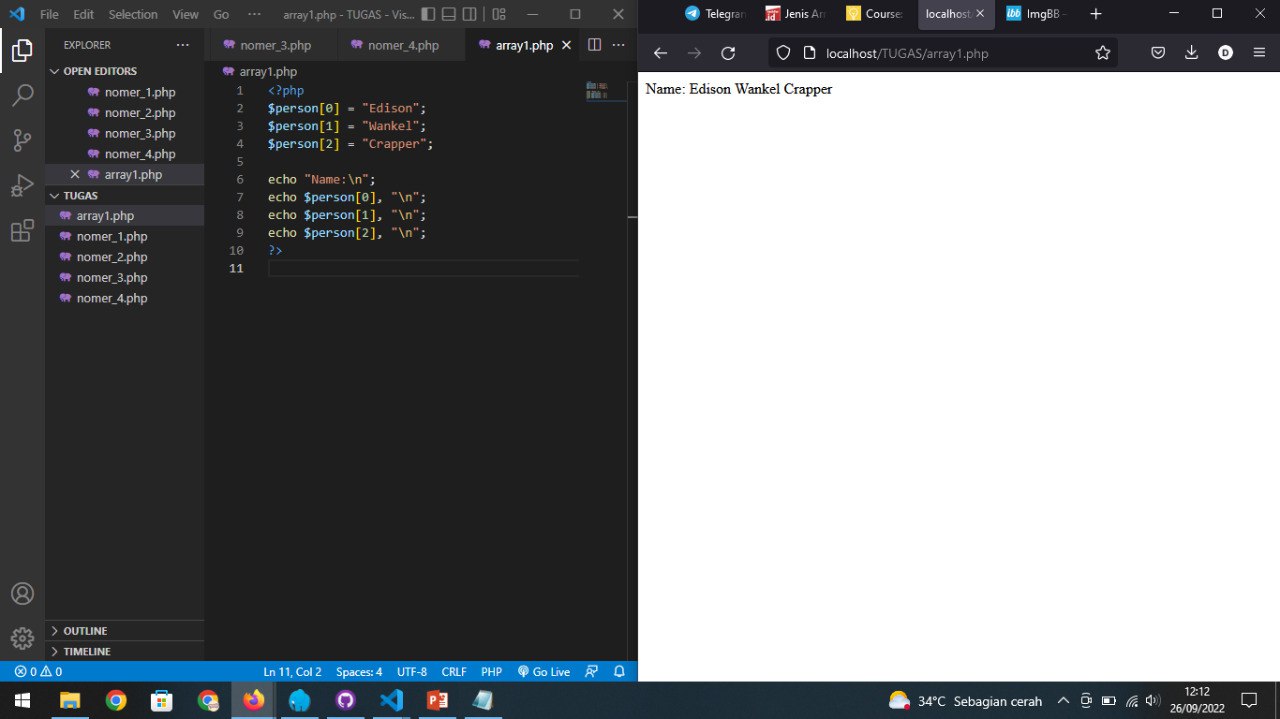 File Edit Selection View Go ··· array1.php - TUGAS - Vis...
EXPLORER ···
OPEN EDITORS
nomer_1.php
nomer_2.php
nomer_3.php
nomer_4.php
array1.php
TUGAS
array1.php
nomer_1.php
nomer_2.php
nomer_3.php
nomer_4.php
OUTLINE
TIMELINE
nomer_3.php nomer_4.php array1.php ···
array1.php
1 <?php
2 $person[0] = "Edison";
3 $person[1] = "Wankel";
4 $person[2] = "Crapper";
5
6 echo "Name:\n";
7 echo $person[0], "\n";
8 echo $person[1], "\n";
9 echo $person[2], "\n";
10 ?>
11
0 0 Ln 11, Col 2 Spaces: 4 UTF-8 CRLF PHP Go Live
Telegran Jenis Arr Course: localhost ibb ImgBB -
localhost/TUGAS/array1.php D
Name: Edison Wankel Crapper
34°C Sebagian cerah 12:12
26/09/2022